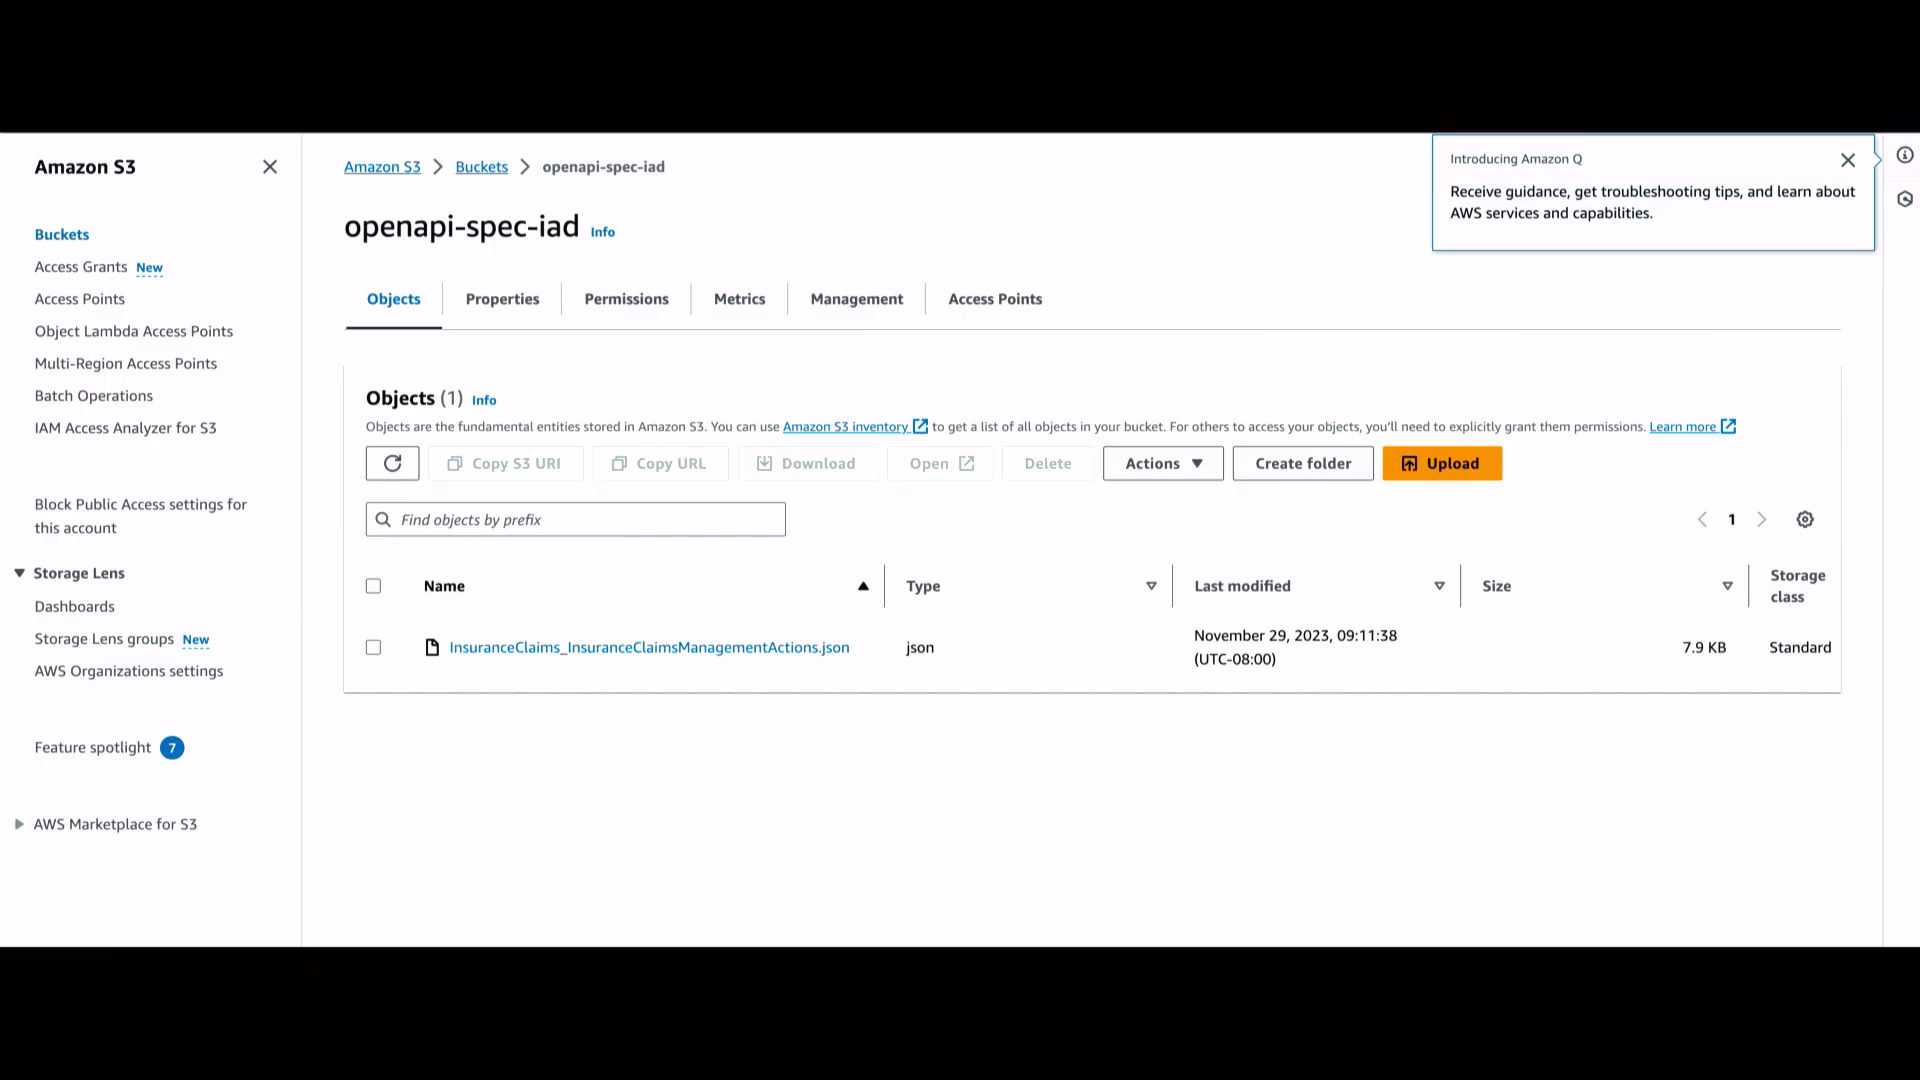 Amazon S3
Buckets
Access Grants New
Access Points
Object Lambda Access Points
Multi-Region Access Points
Batch Operations
IAM Access Analyzer for S3
Block Public Access settings for
this account
Storage Lens
Dashboards
Storage Lens groups New
AWS Organizations settings
Feature spotlight 7
AWS Marketplace for S3
Amazon S3 > Buckets > openapi-spec-iad
openapi-spec-iad Info
Introducing Amazon Q
Receive guidance, get troubleshooting tips, and learn about
AWS services and capabilities.
Objects Properties Permissions Metrics Management Access Points
Objects (1) Info
Objects are the fundamental entities stored in Amazon S3. You can use Amazon S3 inventory to get a list of all objects in your bucket. For others to access your objects, you'll need to explicitly grant them permissions. Learn more
Copy S3 URI Copy URL Download Open Delete Actions Create folder Upload
Find objects by prefix
1
Name Type Last modified Size Storage
class
InsuranceClaims_InsuranceClaimsManagementActions.json json November 29, 2023, 09:11:38
(UTC-08:00) 7.9 KB Standard